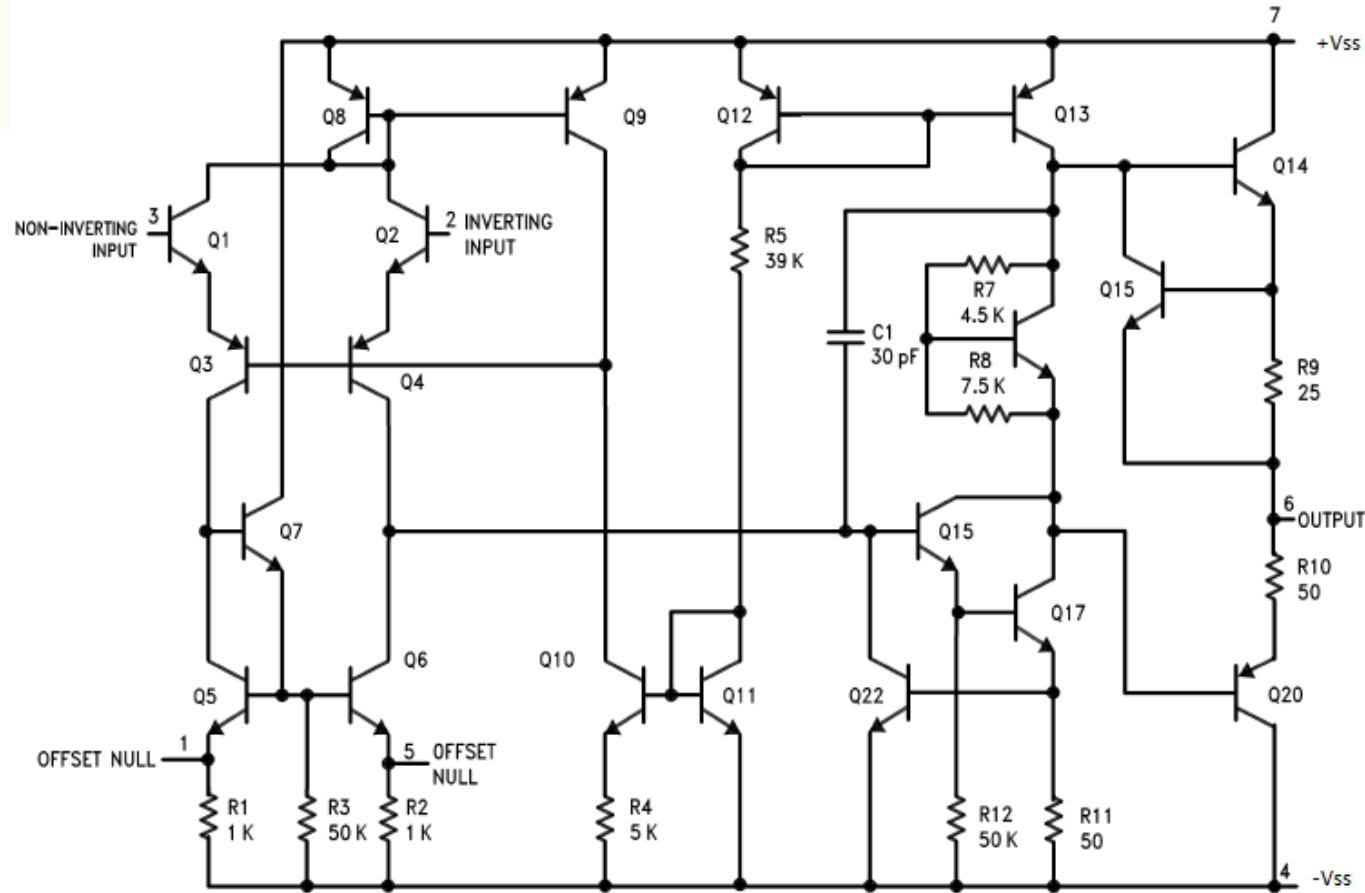 7
+Vss
Q8
Q9
Q12
Q13
Q14
3
NON-INVERTING
INPUT
Q1
Q2
2 INVERTING
INPUT
R5
39 K
R7
4.5 K
Q15
C1
30 pF
R8
7.5 K
R9
25
Q3
Q4
6
OUTPUT
Q7
Q15
R10
50
Q17
Q5
Q6
Q10
Q11
Q22
Q20
1
OFFSET NULL
5 OFFSET
NULL
R1
1 K
R3
50 K
R2
1 K
R4
5 K
R12
50 K
R11
50
4
-Vss